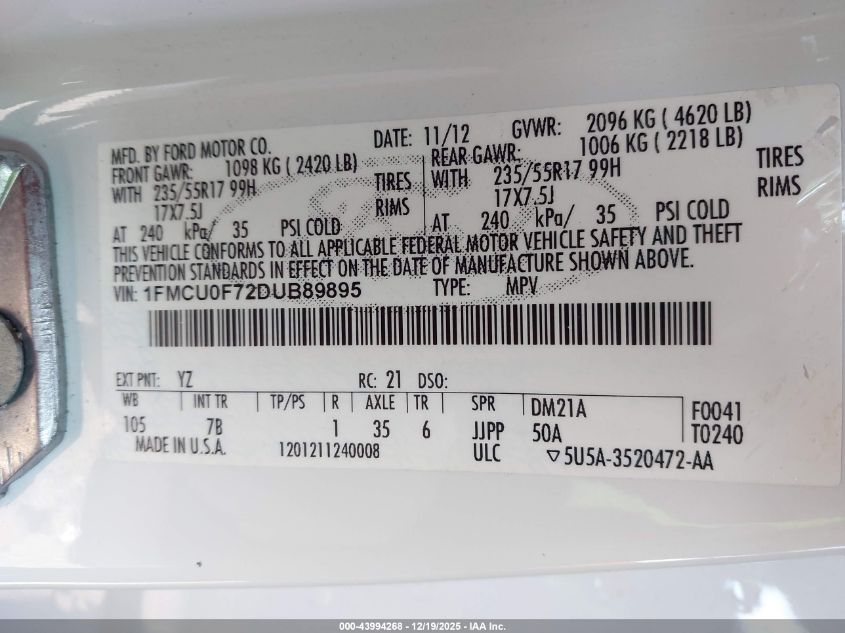 MFD. BY FORD MOTOR CO. DATE: 11/12 GVWR: 2096 KG ( 4620 LB)
FRONT GAWR: 1098 KG ( 2420 LB) REAR GAWR: 1006 KG ( 2218 LB)
WITH 235/55R17 99H TIRES WITH 235/55R17 99H TIRES
17X7.5J RIMS 17X7.5J RIMS
AT 240 kPa/ 35 PSI COLD AT 240 kPa/ 35 PSI COLD
THIS VEHICLE CONFORMS TO ALL APPLICABLE FEDERAL MOTOR VEHICLE SAFETY AND THEFT
PREVENTION STANDARDS IN EFFECT ON THE DATE OF MANUFACTURE SHOWN ABOVE.
VIN: 1FMCU0F72DUB89895 TYPE: MPV
EXT PNT: YZ RC: 21 DSO:
WB INT TR TP/PS R AXLE TR SPR DM21A F0041
105 7B 1 35 6 JJPP 50A T0240
MADE IN U.S.A. 1201211240008 ULC ▽5U5A-3520472-AA
000-43994268 - 12/19/2025 - IAA Inc.